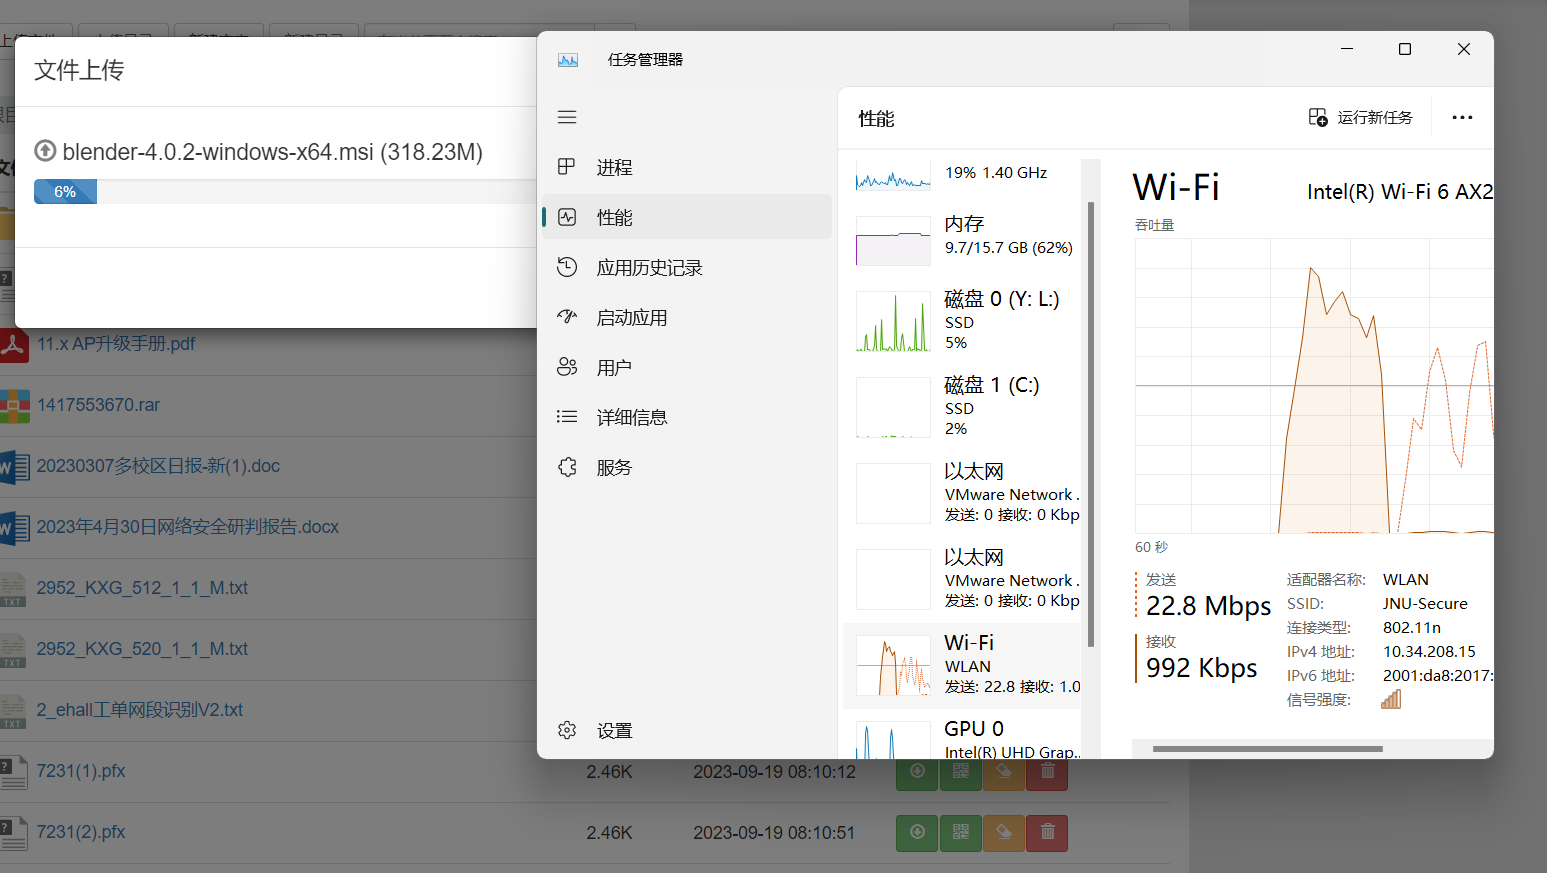 文件上传
blender-4.0.2-windows-x64.msi (318.23M)
6%
11.x AP升级手册.pdf
1417553670.rar
20230307多校区日报-新(1).doc
2023年4月30日网络安全研判报告.docx
2952_KXG_512_1_1_M.txt
2952_KXG_520_1_1_M.txt
2_ehall工单网段识别V2.txt
7231(1).pfx
2.46K
2023-09-19 08:10:12
7231(2).pfx
2.46K
2023-09-19 08:10:51
任务管理器
进程
性能
应用历史记录
启动应用
用户
详细信息
服务
设置
性能
运行新任务
19% 1.40 GHz
内存
9.7/15.7 GB (62%)
磁盘 0 (Y: L:)
SSD
5%
磁盘 1 (C:)
SSD
2%
以太网
VMware Network .
发送: 0 接收: 0 Kbp
以太网
VMware Network .
发送: 0 接收: 0 Kbp
Wi-Fi
WLAN
发送: 22.8 接收: 1.0
GPU 0
Intel(R) UHD Grap..
Wi-Fi
Intel(R) Wi-Fi 6 AX2
吞吐量
60 秒
发送
22.8 Mbps
接收
992 Kbps
适配器名称: WLAN
SSID: JNU-Secure
连接类型: 802.11n
IPv4 地址: 10.34.208.15
IPv6 地址: 2001:da8:2017:
信号强度:
TXT
TXT
TXT